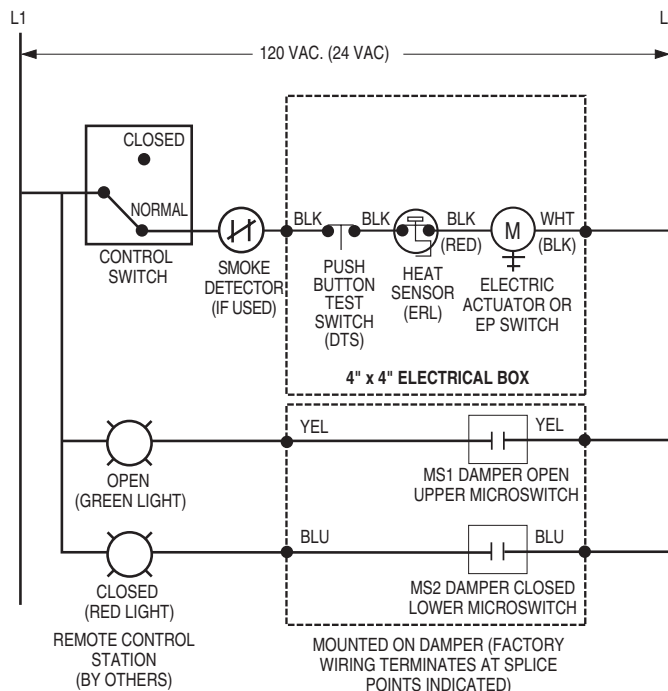 L1
L
120 VAC. (24 VAC)
CLOSED
NORMAL
CONTROL
SWITCH
SMOKE
DETECTOR
(IF USED)
BLK
BLK
BLK
(RED)
WHT
(BLK)
M
PUSH
BUTTON
TEST
SWITCH
(DTS)
HEAT
SENSOR
(ERL)
ELECTRIC
ACTUATOR OR
EP SWITCH
4" x 4" ELECTRICAL BOX
YEL
YEL
OPEN
(GREEN LIGHT)
MS1 DAMPER OPEN
UPPER MICROSWITCH
BLU
BLU
CLOSED
(RED LIGHT)
MS2 DAMPER CLOSED
LOWER MICROSWITCH
REMOTE CONTROL
STATION
(BY OTHERS)
MOUNTED ON DAMPER (FACTORY
WIRING TERMINATES AT SPLICE
POINTS INDICATED)